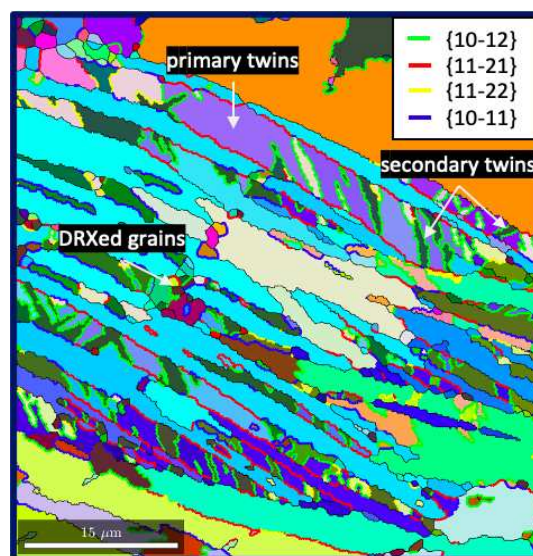 {10-12}
{11-21}
{11-22}
{10-11}
primary twins
secondary twins
DRXed grains
15 μm